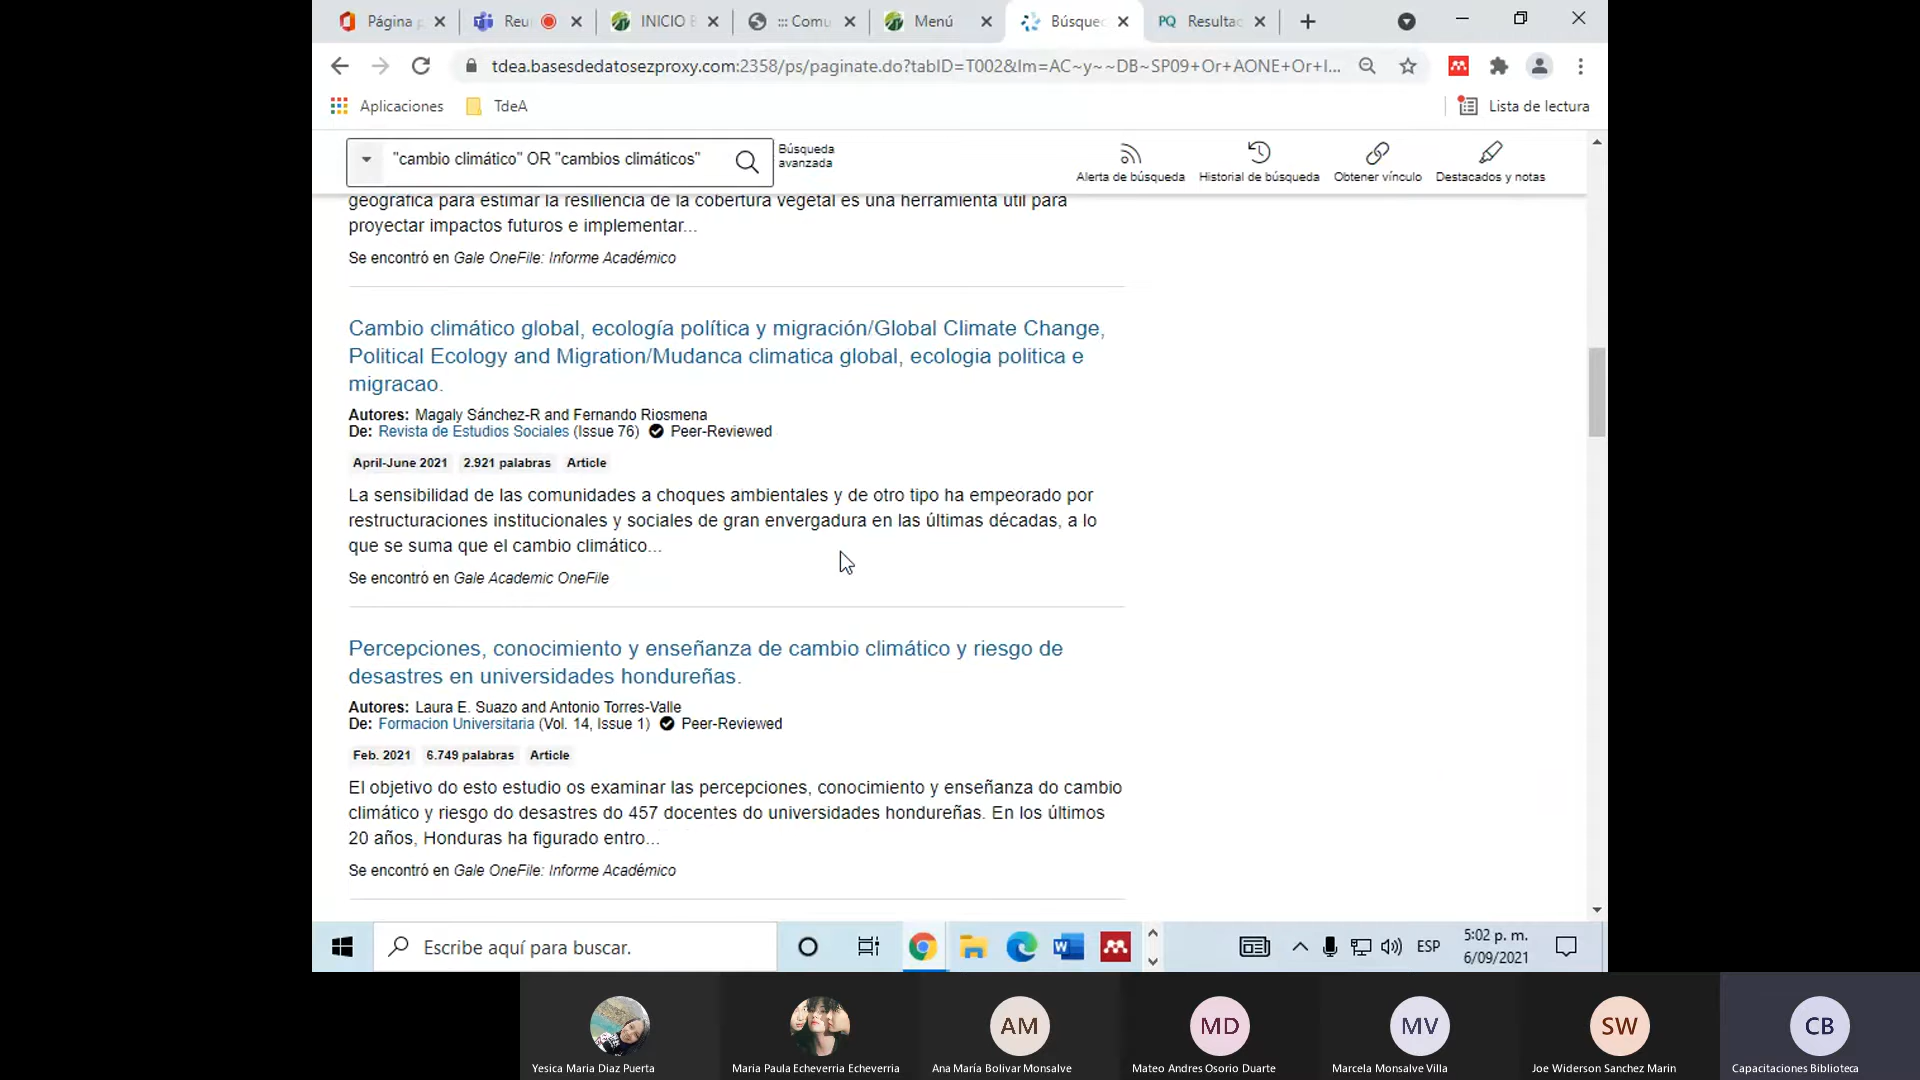 Página p
Reu
INICIO B
::: Comu
Menú
Búsque
PQ Resulta
tdea.basesdedatosezproxy.com:2358/ps/paginate.do?tabID=T002&lm=AC~y~~DB~SP09+Or+AONE+Or+I...
Aplicaciones
TdeA
Lista de lectura
"cambio climático" OR "cambios climáticos"
Búsqueda
avanzada
Alerta de búsqueda
Historial de búsqueda
Obtener vínculo
Destacados y notas
geográfica para estimar la resiliencia de la cobertura vegetal es una herramienta útil para
proyectar impactos futuros e implementar...
Se encontró en Gale OneFile: Informe Académico
Cambio climático global, ecología política y migración/Global Climate Change,
Political Ecology and Migration/Mudanca climatica global, ecologia politica e
migracao.
Autores: Magaly Sánchez-R and Fernando Riosmena
De: Revista de Estudios Sociales (Issue 76) Peer-Reviewed
April-June 2021 2.921 palabras Article
La sensibilidad de las comunidades a choques ambientales y de otro tipo ha empeorado por
restructuraciones institucionales y sociales de gran envergadura en las últimas décadas, a lo
que se suma que el cambio climático...
Se encontró en Gale Academic OneFile
Percepciones, conocimiento y enseñanza de cambio climático y riesgo de
desastres en universidades hondureñas.
Autores: Laura E. Suazo and Antonio Torres-Valle
De: Formacion Universitaria (Vol. 14, Issue 1) Peer-Reviewed
Feb. 2021 6.749 palabras Article
El objetivo do esto estudio os examinar las percepciones, conocimiento y enseñanza do cambio
climático y riesgo do desastres do 457 docentes do universidades hondureñas. En los últimos
20 años, Honduras ha figurado entro...
Se encontró en Gale OneFile: Informe Académico
Escribe aquí para buscar.
ESP
5:02 p. m.
6/09/2021
AM
MD
MV
SW
CB
Yesica Maria Diaz Puerta
Maria Paula Echeverria Echeverria
Ana María Bolivar Monsalve
Mateo Andres Osorio Duarte
Marcela Monsalve Villa
Joe Widerson Sanchez Marin
Capacitaciones Biblioteca